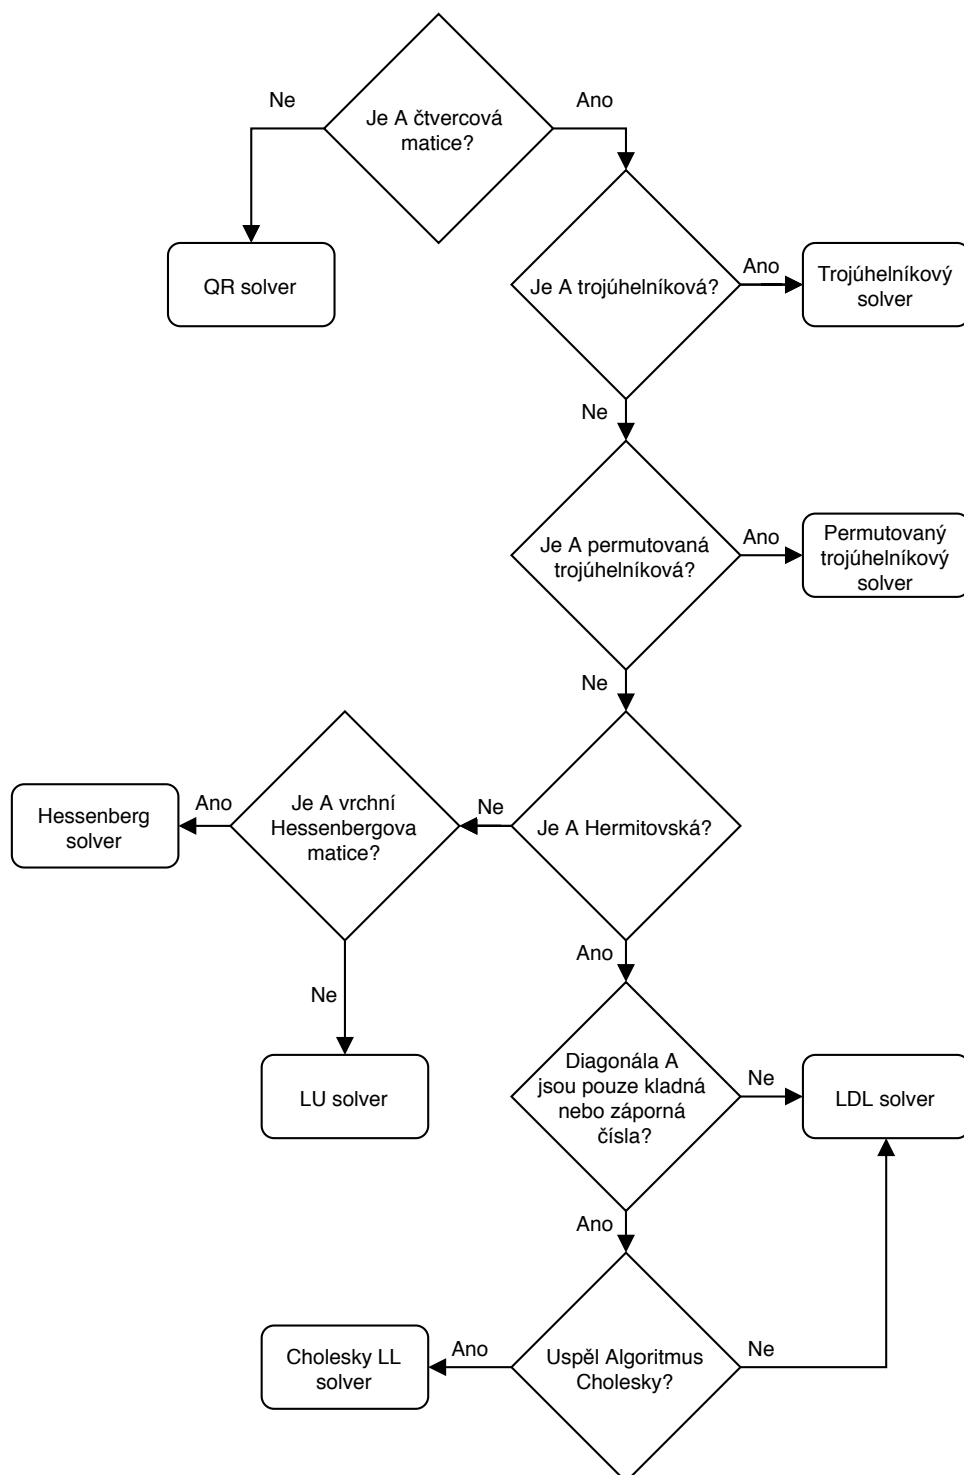 Ne
Ano
Je A čtvercová
matice?
QR solver
Je A trojúhelníková?
Ano
Trojúhelníkový
solver
Ne
Je A permutovaná
trojúhelníková?
Ano
Permutovaný
trojúhelníkový
solver
Ne
Hessenberg
solver
Ano
Je A vrchní
Hessenbergova
matice?
Ne
Je A Hermitovská?
Ano
Ne
LU solver
Diagonála A
jsou pouze kladná
nebo záporná
čísla?
Ne
LDL solver
Ano
Cholesky LL
solver
Ano
Uspěl Algoritmus
Cholesky?
Ne